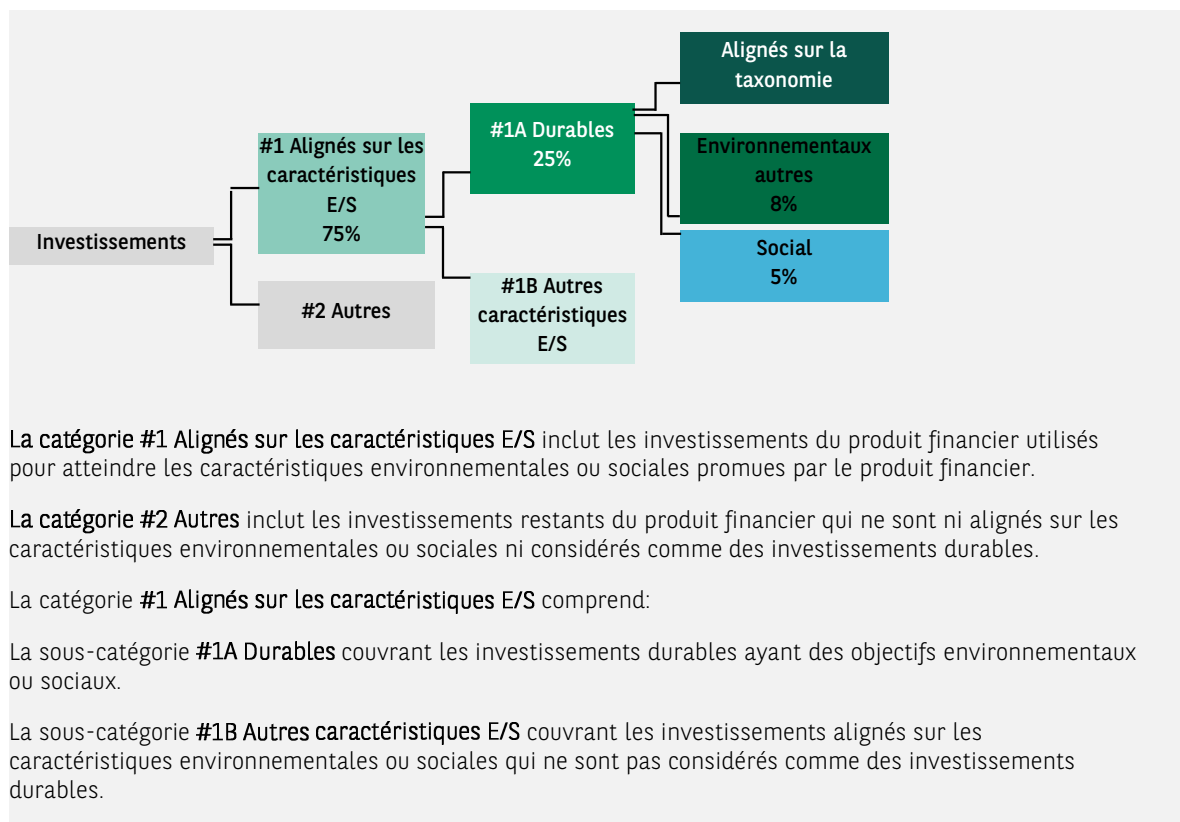 Alignés sur la
taxonomie
#1A Durables
25%
#1 Alignés sur les
caractéristiques
E/S
75%
Environnementaux
autres
8%
Investissements
Social
5%
#2 Autres
#1B Autres
caractéristiques
E/S
La catégorie #1 Alignés sur les caractéristiques E/S inclut les investissements du produit financier utilisés
pour atteindre les caractéristiques environnementales ou sociales promues par le produit financier.
La catégorie #2 Autres inclut les investissements restants du produit financier qui ne sont ni alignés sur les
caractéristiques environnementales ou sociales ni considérés comme des investissements durables.
La catégorie #1 Alignés sur les caractéristiques E/S comprend:
La sous-catégorie #1A Durables couvrant les investissements durables ayant des objectifs environnementaux
ou sociaux.
La sous-catégorie #1B Autres caractéristiques E/S couvrant les investissements alignés sur les
caractéristiques environnementales ou sociales qui ne sont pas considérés comme des investissements
durables.